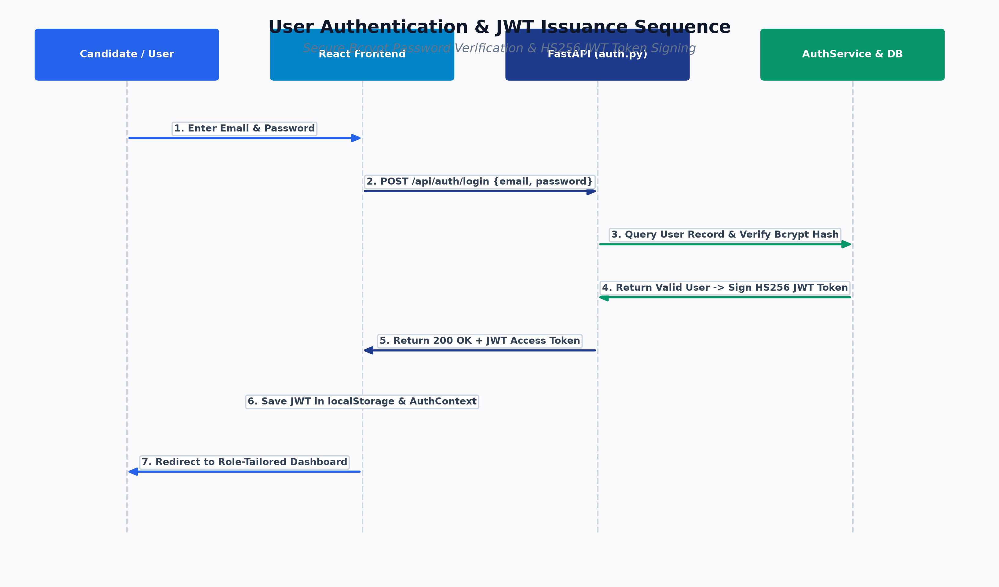 User Authentication & JWT Issuance Sequence
Secure Bcrypt Password Verification & HS256 JWT Token Signing
Candidate / User
React Frontend
FastAPI (auth.py)
AuthService & DB
1. Enter Email & Password
2. POST /api/auth/login {email, password}
3. Query User Record & Verify Bcrypt Hash
4. Return Valid User -> Sign HS256 JWT Token
5. Return 200 OK + JWT Access Token
6. Save JWT in localStorage & AuthContext
7. Redirect to Role-Tailored Dashboard